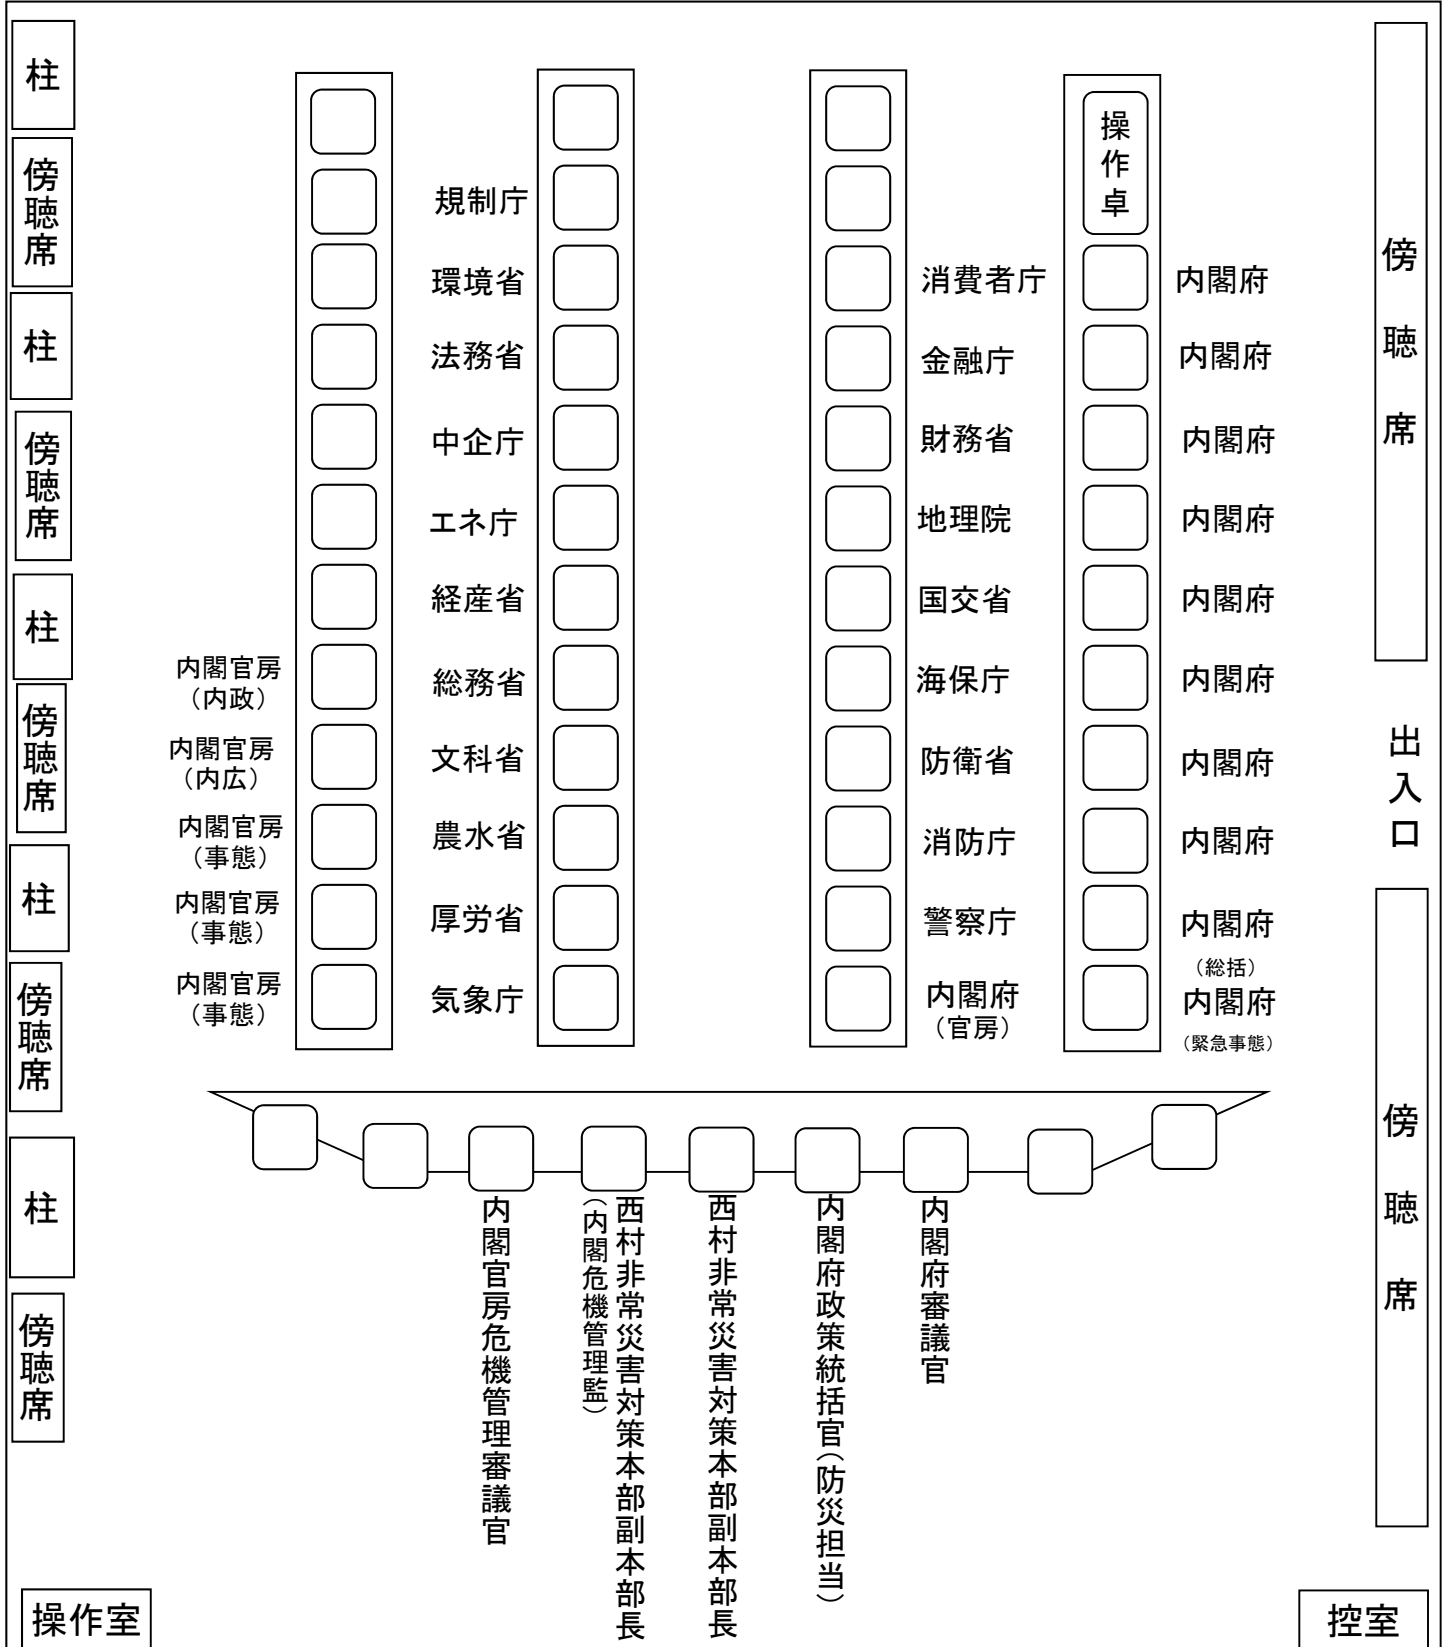 柱
傍聴席
柱
傍聴席
柱
傍聴席
柱
傍聴席
柱
傍聴席
操作室
内閣官房
（内政）
内閣官房
（内広）
内閣官房
（事態）
内閣官房
（事態）
内閣官房
（事態）
規制庁
環境省
法務省
中企庁
エネ庁
経産省
総務省
文科省
農水省
厚労省
気象庁
消費者庁
金融庁
財務省
地理院
国交省
海保庁
防衛省
消防庁
警察庁
内閣府
（官房）
操作卓
内閣府
内閣府
内閣府
内閣府
内閣府
内閣府
内閣府
内閣府
内閣府
（総括）
内閣府
（緊急事態）
傍聴席
出入口
傍聴席
内閣官房危機管理審議官
西村非常災害対策本部副本部長
（内閣危機管理監）
西村非常災害対策本部副本部長
内閣府政策統括官（防災担当）
内閣府審議官
控室